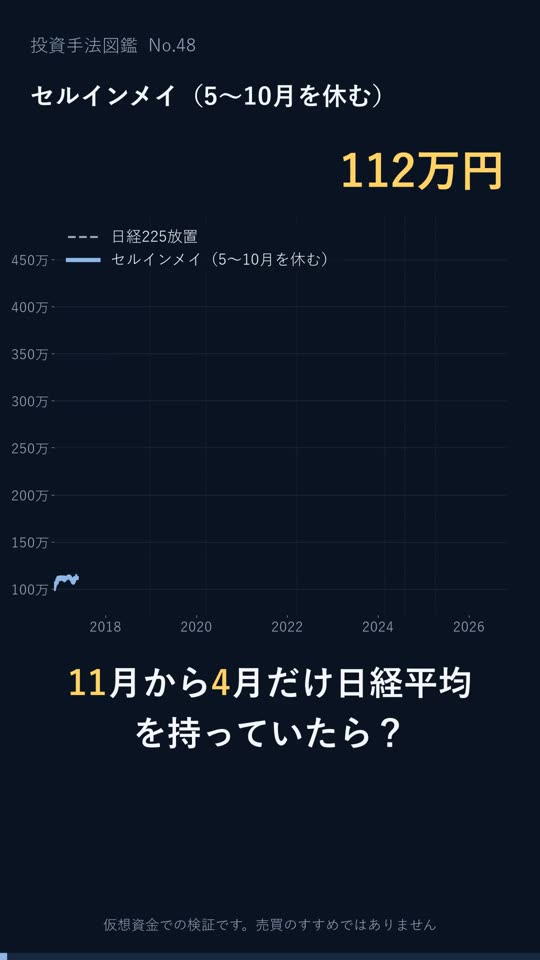 投資手法図鑑 No.48
セルインメイ（5〜10月を休む）
112万円
日経225放置
セルインメイ（5〜10月を休む）
450万
400万
350万
300万
250万
200万
150万
100万
2018 2020 2022 2024 2026
11月から4月だけ日経平均
を持っていたら？
仮想資金での検証です。売買のすすめではありません